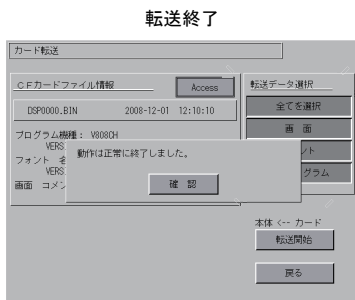 転送終了
カード転送
CFカードファイル情報
Access
転送データ選択
DSP0000.BIN 2008-12-01 12:10:10
全てを選択
プログラム機種： V808CH
画 面
VERS
動作は正常に終了しました。
ント
フォント 名
VERS
グラム
画面 コメン
確 認
本体 <-- カード
転送開始
戻る